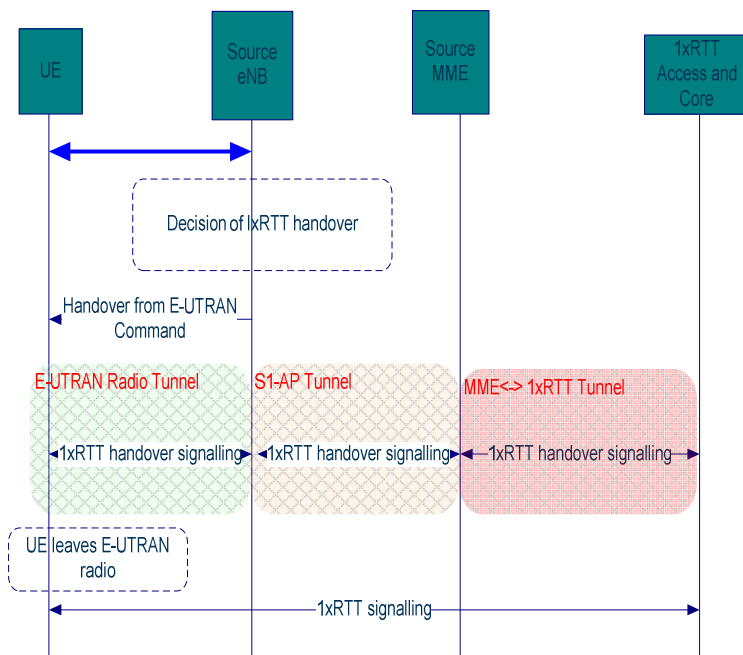 UE
Source
eNB
Source
MME
1xRTT
Access and
Core
Decision of lxRTT handover
Handover from E-UTRAN
Command
E-UTRAN Radio Tunnel
S1-AP Tunnel
MME<-> 1xRTT Tunnel
1xRTT handover signalling
1xRTT handover signalling
1xRTT handover signalling
UE leaves E-UTRAN
radio
1xRTT signalling